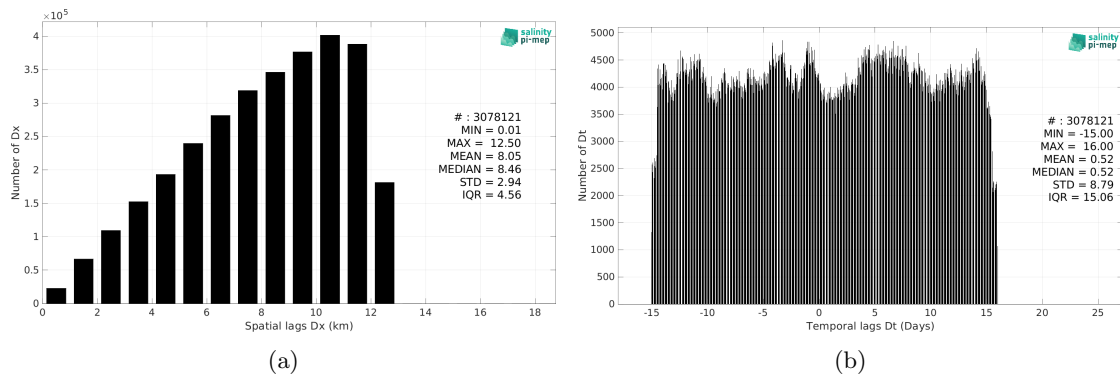 ×10⁵
4
3.5
3
2.5
2
1.5
1
0.5
0
Number of Dx
0 2 4 6 8 10 12 14 16 18
Spatial lags Dx (km)
salinity
pi-mep
# : 3078121
MIN = 0.01
MAX = 12.50
MEAN = 8.05
MEDIAN = 8.46
STD = 2.94
IQR = 4.56
(a)
5000
4500
4000
3500
3000
2500
2000
1500
1000
500
0
Number of Dt
-15 -10 -5 0 5 10 15 20 25
Temporal lags Dt (Days)
salinity
pi-mep
# : 3078121
MIN = -15.00
MAX = 16.00
MEAN = 0.52
MEDIAN = 0.52
STD = 8.79
IQR = 15.06
(b)